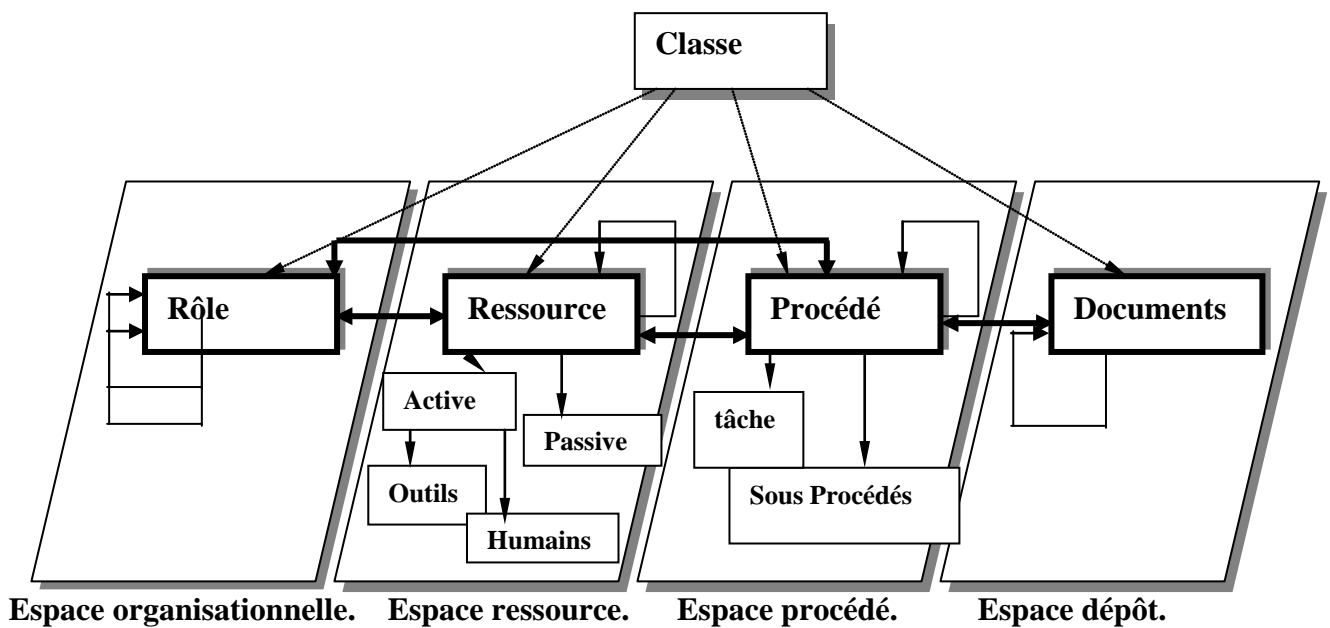 Classe
Rôle
Ressource
Procédé
Documents
Active
Passive
tâche
Outils
Sous Procédés
Humains
Espace organisationnelle.
Espace ressource.
Espace procédé.
Espace dépôt.